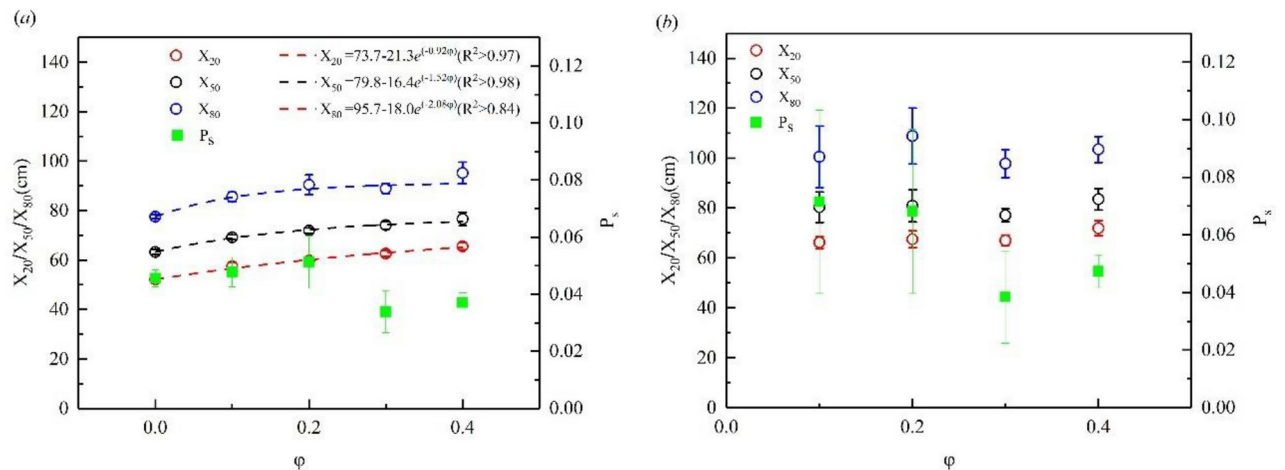 (a)
X20 X20 =73.7-21.3e(-0.92φ)(R2>0.97)
X50 X50 =79.8-16.4e(-1.52φ)(R2>0.98)
X80 X80 =95.7-18.0e(-2.08φ)(R2>0.84)
PS
140
120
100
80
60
40
20
0
X20/X50/X80(cm)
0.12
0.10
0.08
0.06
0.04
0.02
0.00
Ps
0.0 0.2 0.4
φ
(b)
X20
X50
X80
PS
140
120
100
80
60
40
20
0
X20/X50/X80(cm)
0.12
0.10
0.08
0.06
0.04
0.02
0.00
Ps
0.0 0.2 0.4
φ